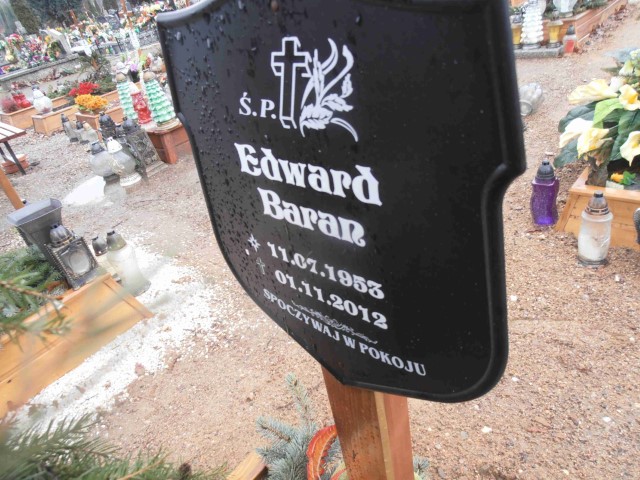 Ś.P.
Edward
Baran
11.07.1953
01.11.2012
SPOCZYWAJ W POKOJU